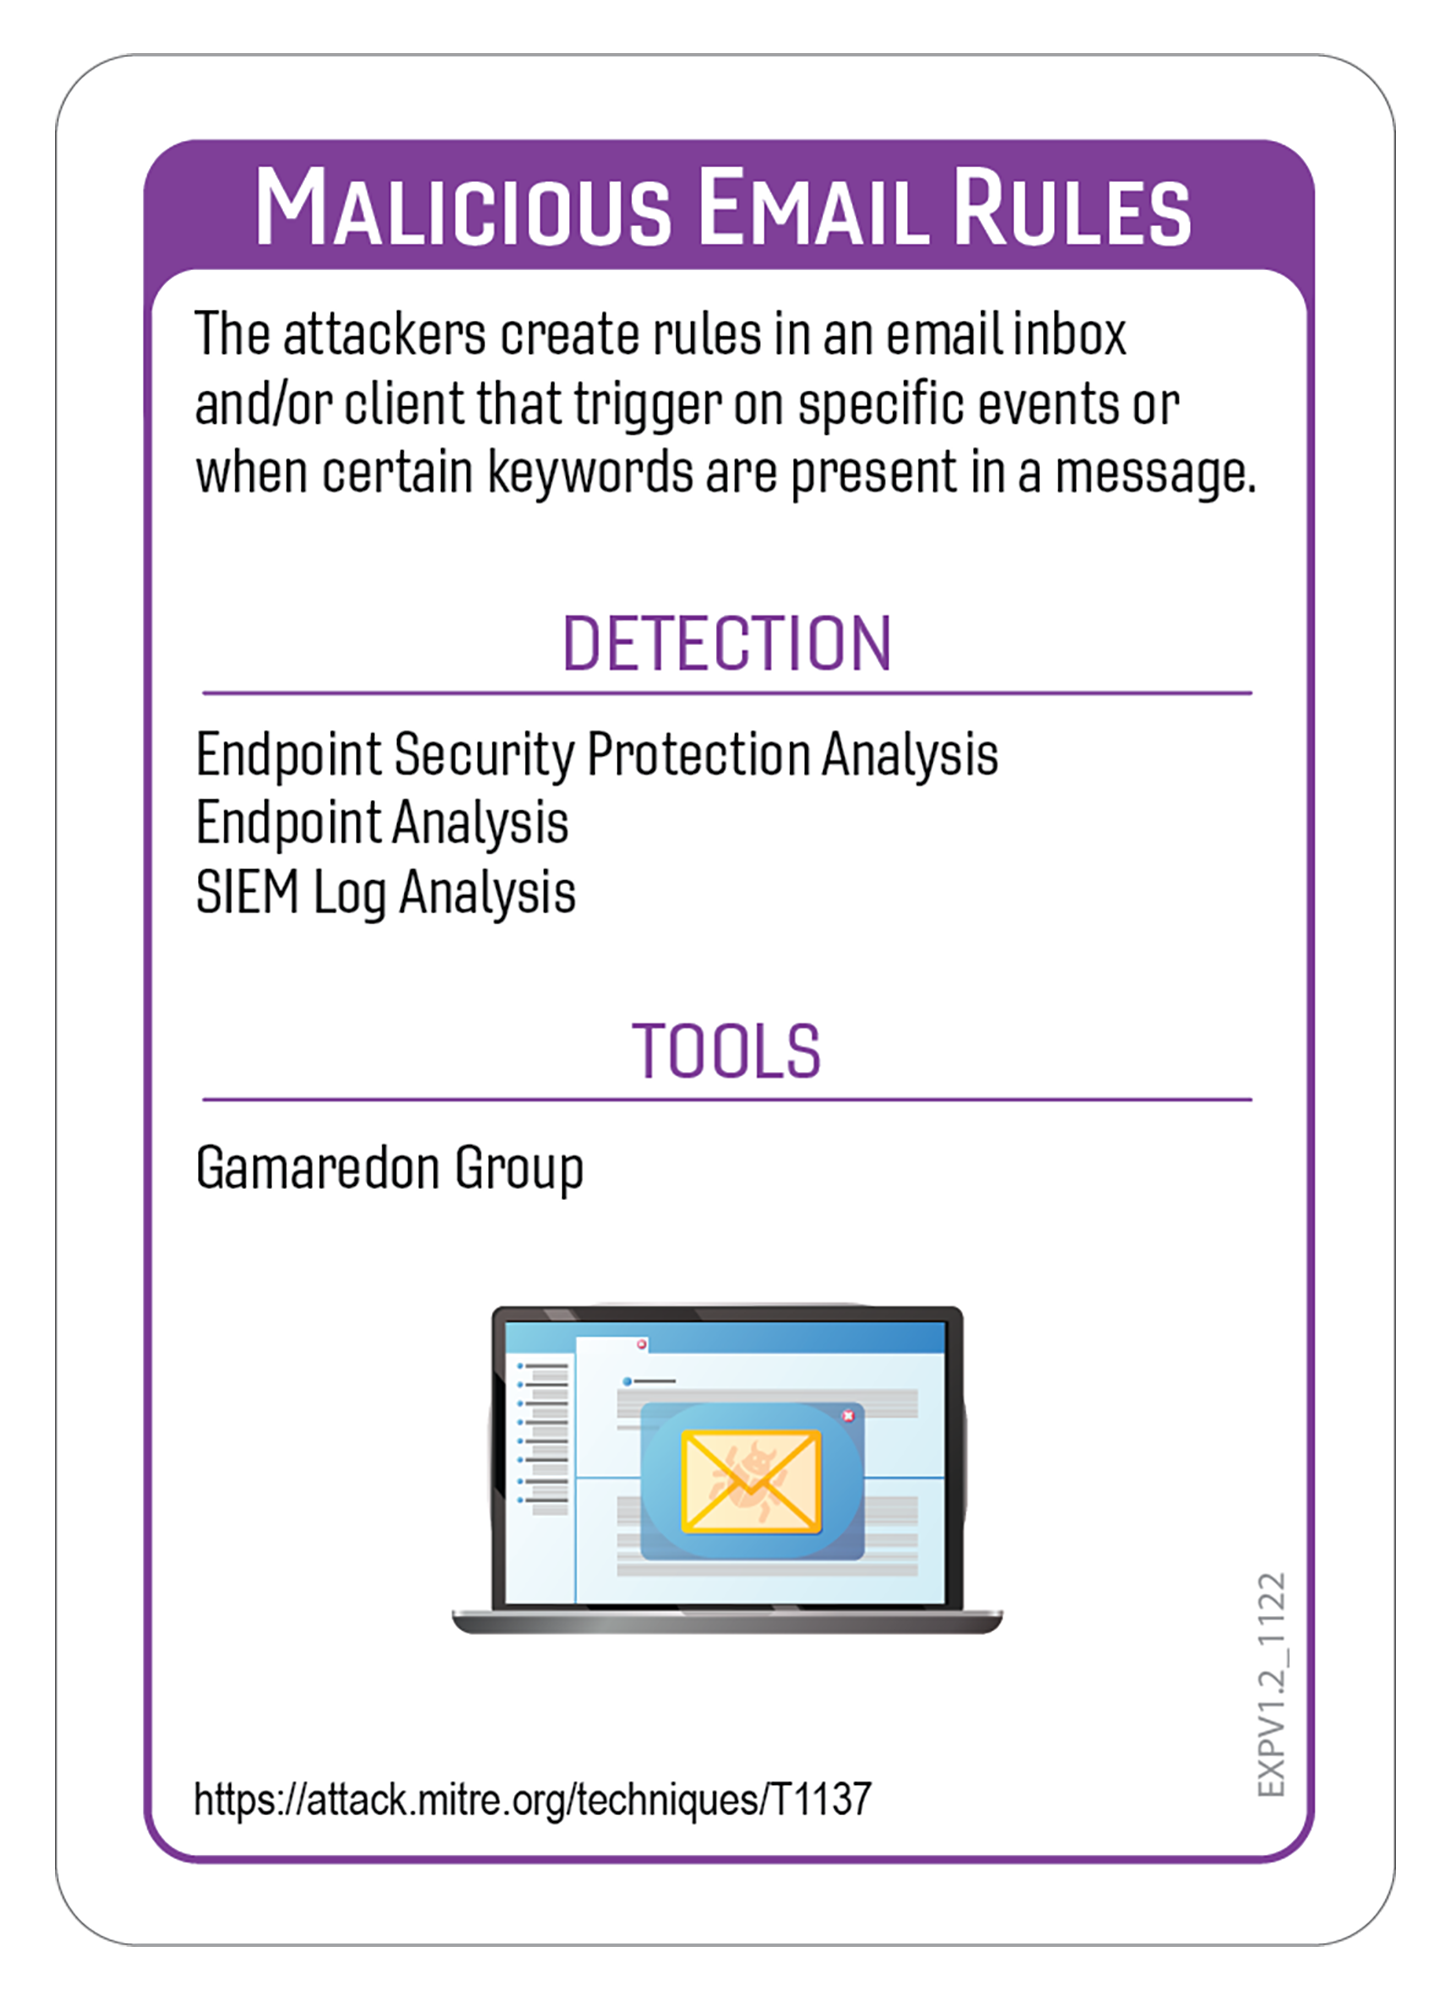 MALICIOUS EMAIL RULES
The attackers create rules in an email inbox
and/or client that trigger on specific events or
when certain keywords are present in a message.
DETECTION
Endpoint Security Protection Analysis
Endpoint Analysis
SIEM Log Analysis
TOOLS
Gamaredon Group
https://attack.mitre.org/techniques/T1137
EXPV1.2_1122